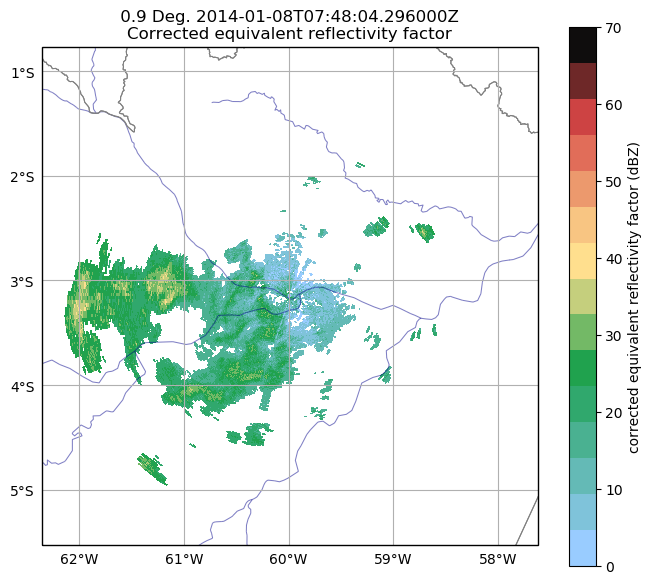 0.9 Deg. 2014-01-08T07:48:04.296000Z
Corrected equivalent reflectivity factor
1°S
2°S
3°S
4°S
5°S
62°W
61°W
60°W
59°W
58°W
70
60
50
40
30
20
10
0
corrected equivalent reflectivity factor (dBZ)